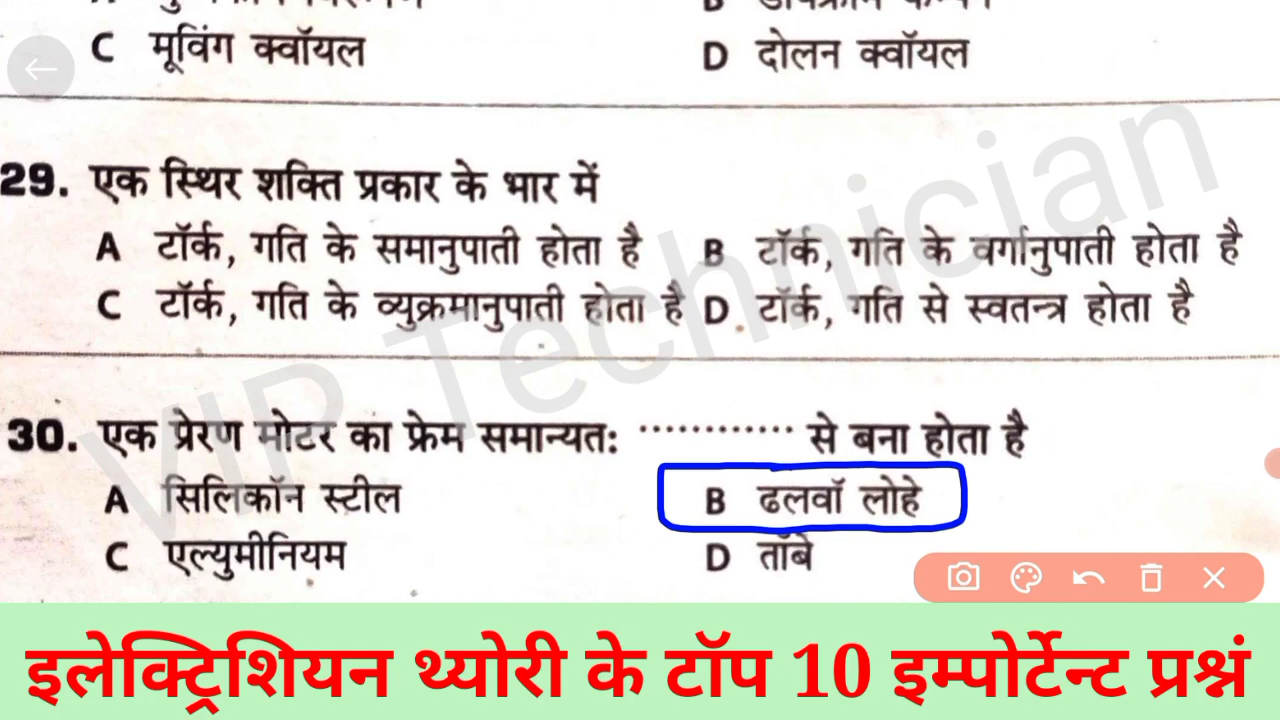 C मूविंग क्वॉयल D दोलन क्वॉयल
29. एक स्थिर शक्ति प्रकार के भार में
A टॉर्क, गति के समानुपाती होता है B टॉर्क, गति के वर्गानुपाती होता है
C टॉर्क, गति के व्युक्रमानुपाती होता है D टॉर्क, गति से स्वतन्त्र होता है
VIP Technician
30. एक प्रेरण मोटर का फ्रेम समान्यतः ............. से बना होता है
A सिलिकॉन स्टील B ढलवॉ लोहे
C एल्युमीनियम D ताँबे
इलेक्ट्रिशियन थ्योरी के टॉप 10 इम्पोर्टेन्ट प्रश्नं